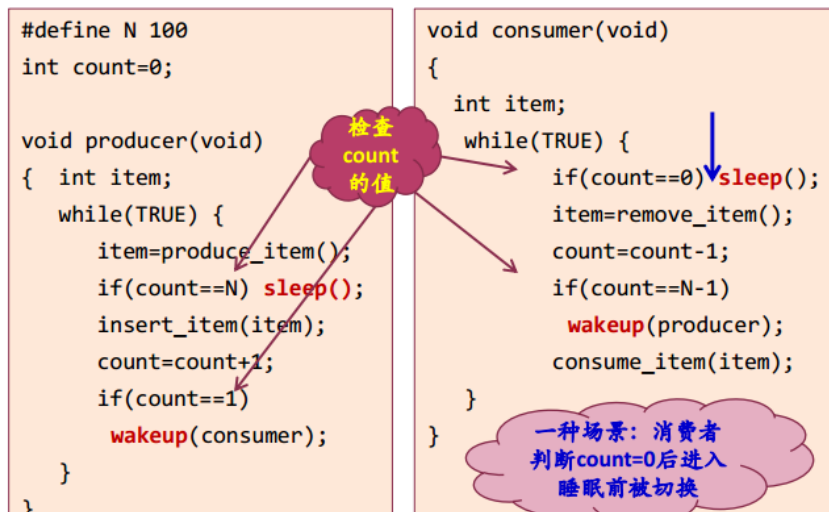 #define N 100
int count=0;
void producer(void)
{ int item;
while(TRUE) {
item=produce_item();
if(count==N) sleep();
insert_item(item);
count=count+1;
if(count==1)
wakeup(consumer);
}
}
检查
count
的值
void consumer(void)
{
int item;
while(TRUE) {
if(count==0) sleep();
item=remove_item();
count=count-1;
if(count==N-1)
wakeup(producer);
consume_item(item);
}
}
一种场景：消费者
判断count=0后进入
睡眠前被切换